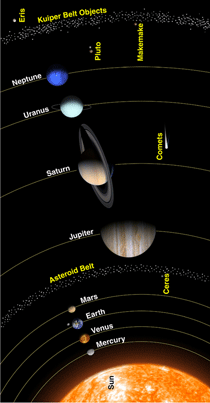 Eris
Kuiper Belt Objects
Pluto
Makemake
Neptune
Uranus
Comets
Saturn
Jupiter
Asteroid Belt
Ceres
Mars
Earth
Venus
Mercury
Sun